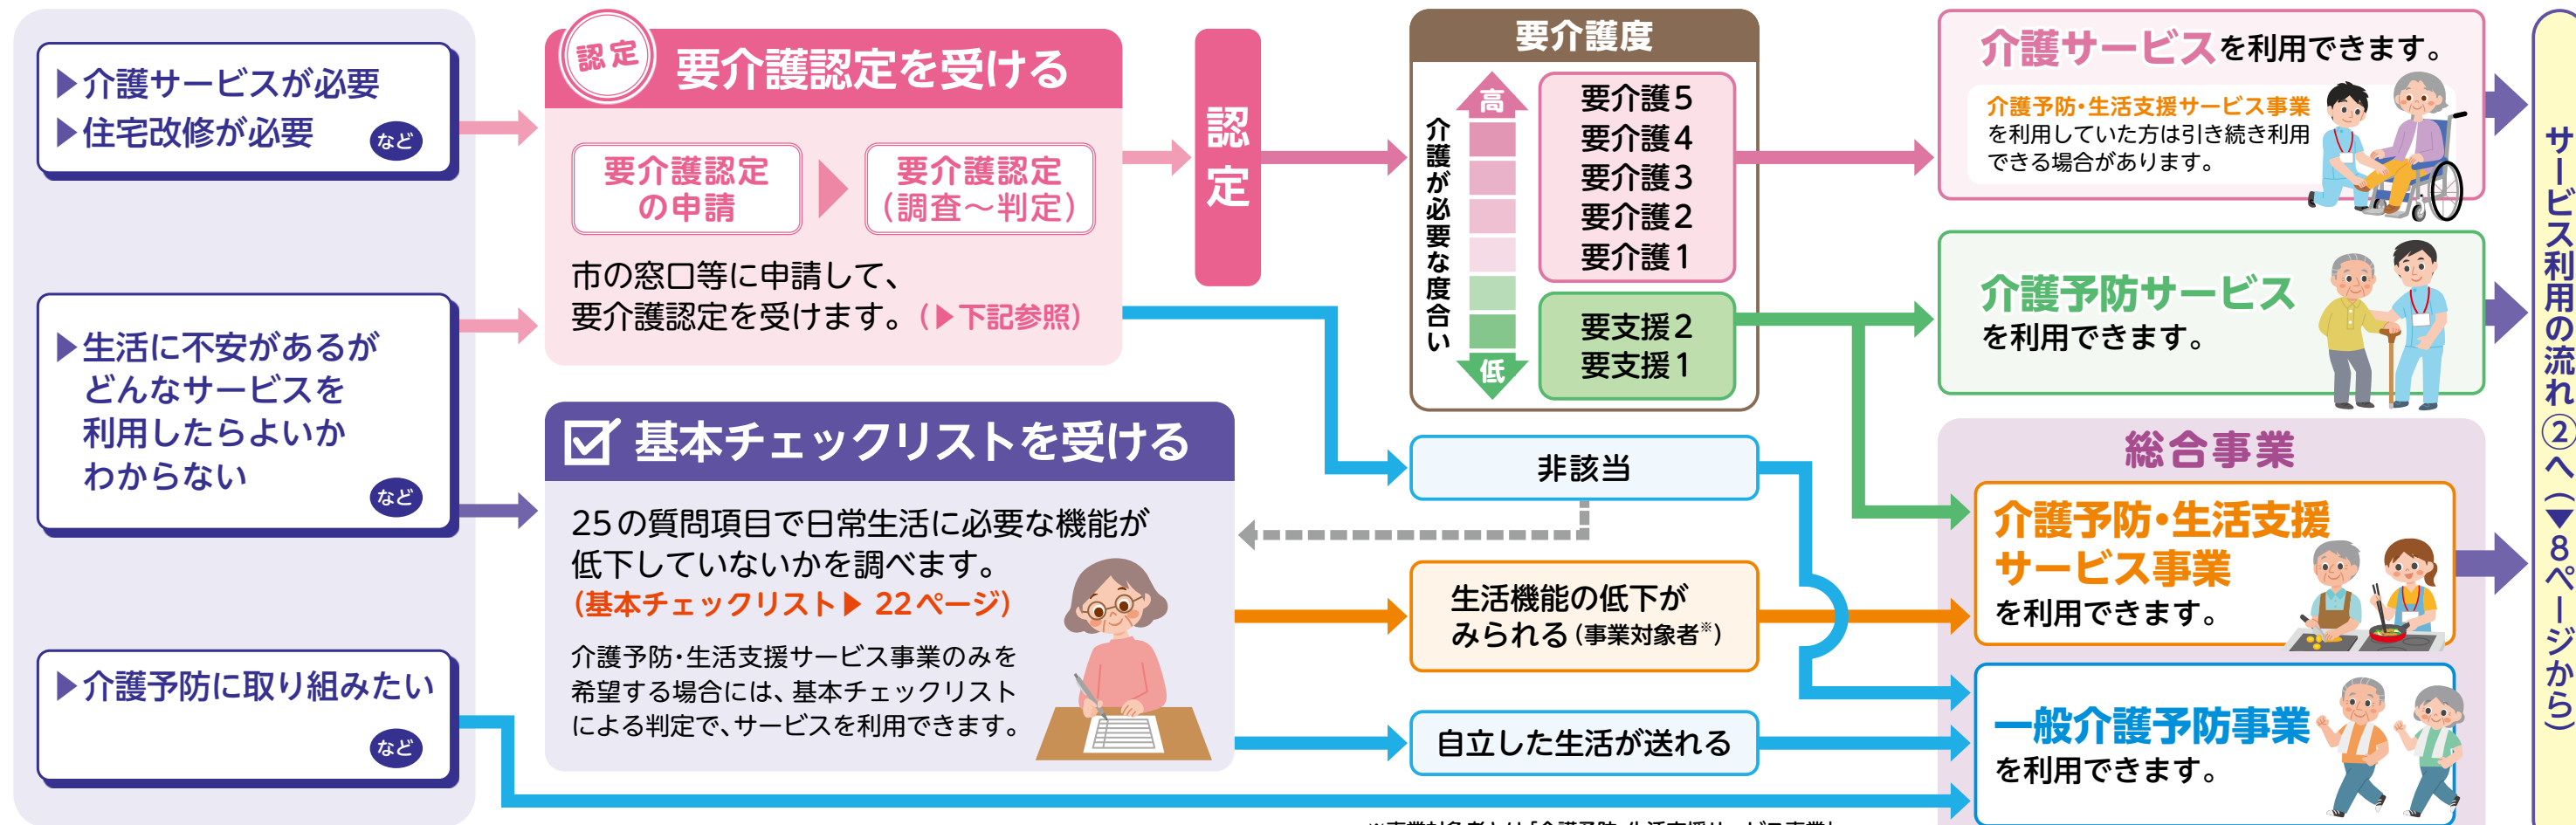 ▶介護サービスが必要
▶住宅改修が必要
など
▶生活に不安があるが
どんなサービスを
利用したらよいか
わからない
など
▶介護予防に取り組みたい
など
認定
要介護認定を受ける
要介護認定
の申請
要介護認定
（調査～判定）
市の窓口等に申請して、
要介護認定を受けます。（▶下記参照）
基本チェックリストを受ける
25の質問項目で日常生活に必要な機能が
低下していないかを調べます。
（基本チェックリスト▶ 22ページ）
介護予防・生活支援サービス事業のみを
希望する場合には、基本チェックリスト
による判定で、サービスを利用できます。
認定
要介護度
介護が必要な度合い
高
低
要介護5
要介護4
要介護3
要介護2
要介護1
要支援2
要支援1
非該当
生活機能の低下が
みられる（事業対象者※）
自立した生活が送れる
介護サービスを利用できます。
介護予防・生活支援サービス事業
を利用していた方は引き続き利用
できる場合があります。
介護予防サービス
を利用できます。
総合事業
介護予防・生活支援
サービス事業
を利用できます。
一般介護予防事業
を利用できます。
サービス利用の流れ②へ（▼8ページから）
※事業対象者とは「介護予防・生活支援サービス事業」